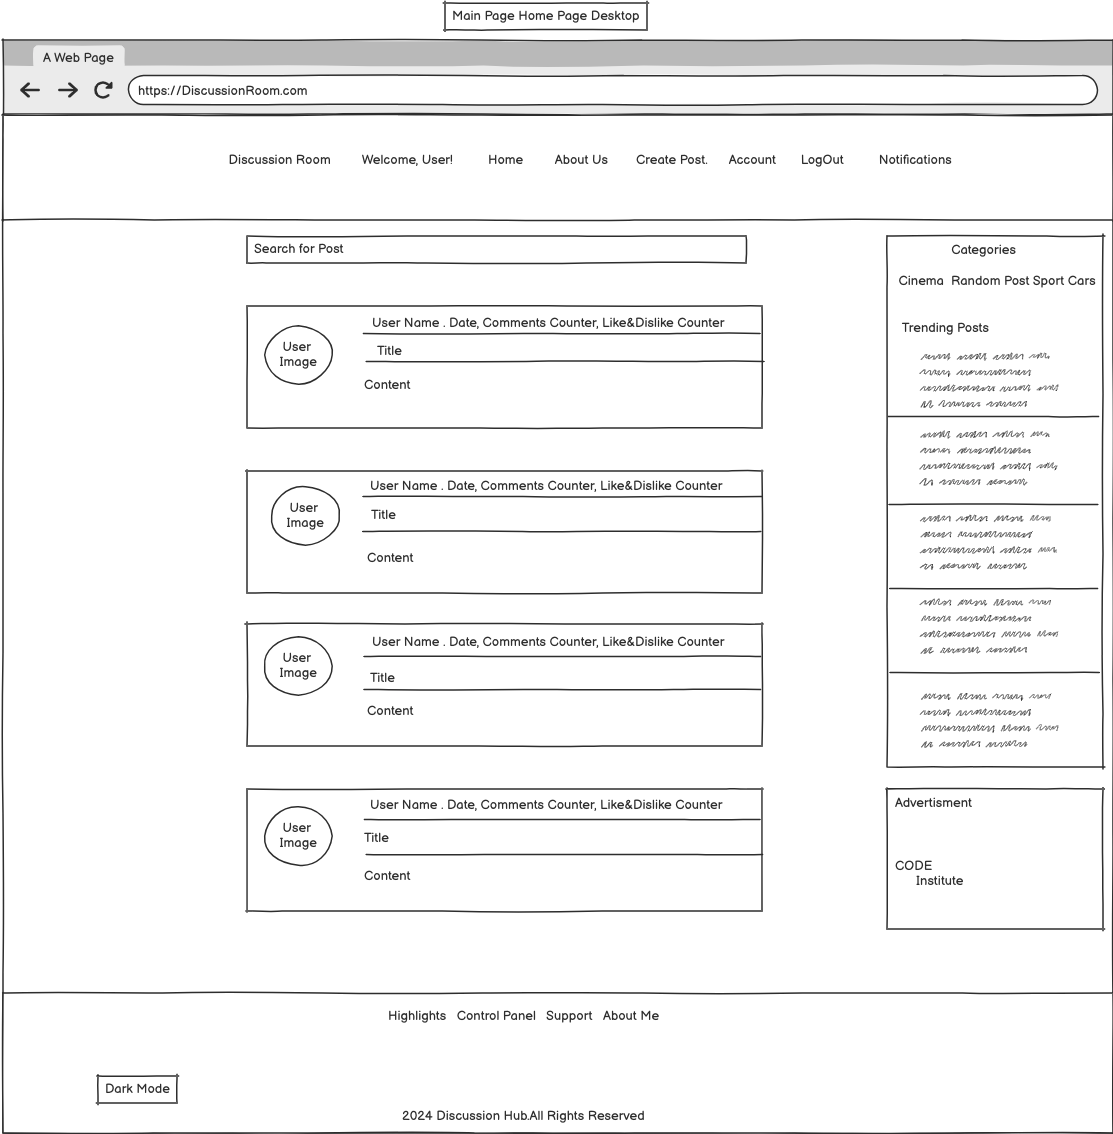 Main Page Home Page Desktop
A Web Page
https://DiscussionRoom.com
Discussion Room Welcome, User! Home About Us Create Post. Account LogOut Notifications
Search for Post
User Name . Date, Comments Counter, Like&Dislike Counter
User
Image
Title
Content
User Name . Date, Comments Counter, Like&Dislike Counter
User
Image
Title
Content
User Name . Date, Comments Counter, Like&Dislike Counter
User
Image
Title
Content
User Name . Date, Comments Counter, Like&Dislike Counter
User
Image
Title
Content
Categories
Cinema Random Post Sport Cars
Trending Posts
Advertisment
CODE
Institute
Highlights Control Panel Support About Me
Dark Mode
2024 Discussion Hub.All Rights Reserved